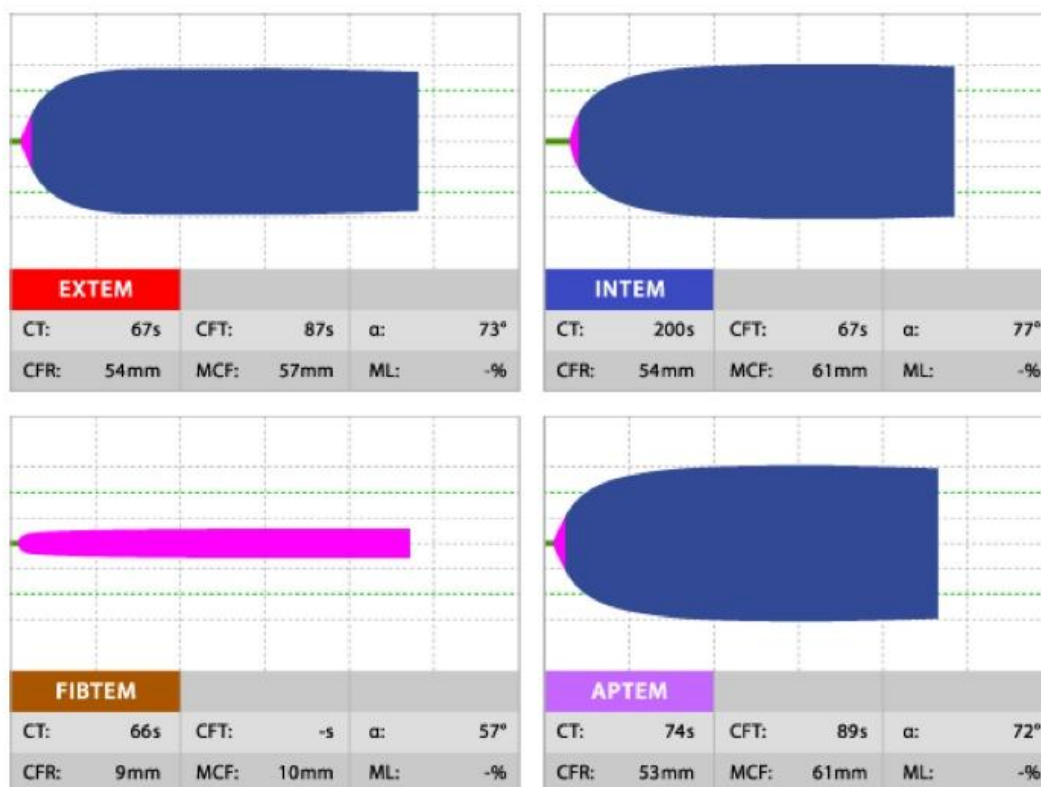 EXTEM
CT: 67s CFT: 87s α: 73°
CFR: 54mm MCF: 57mm ML: -%
INTEM
CT: 200s CFT: 67s α: 77°
CFR: 54mm MCF: 61mm ML: -%
FIBTEM
CT: 66s CFT: -s α: 57°
CFR: 9mm MCF: 10mm ML: -%
APTEM
CT: 74s CFT: 89s α: 72°
CFR: 53mm MCF: 61mm ML: -%